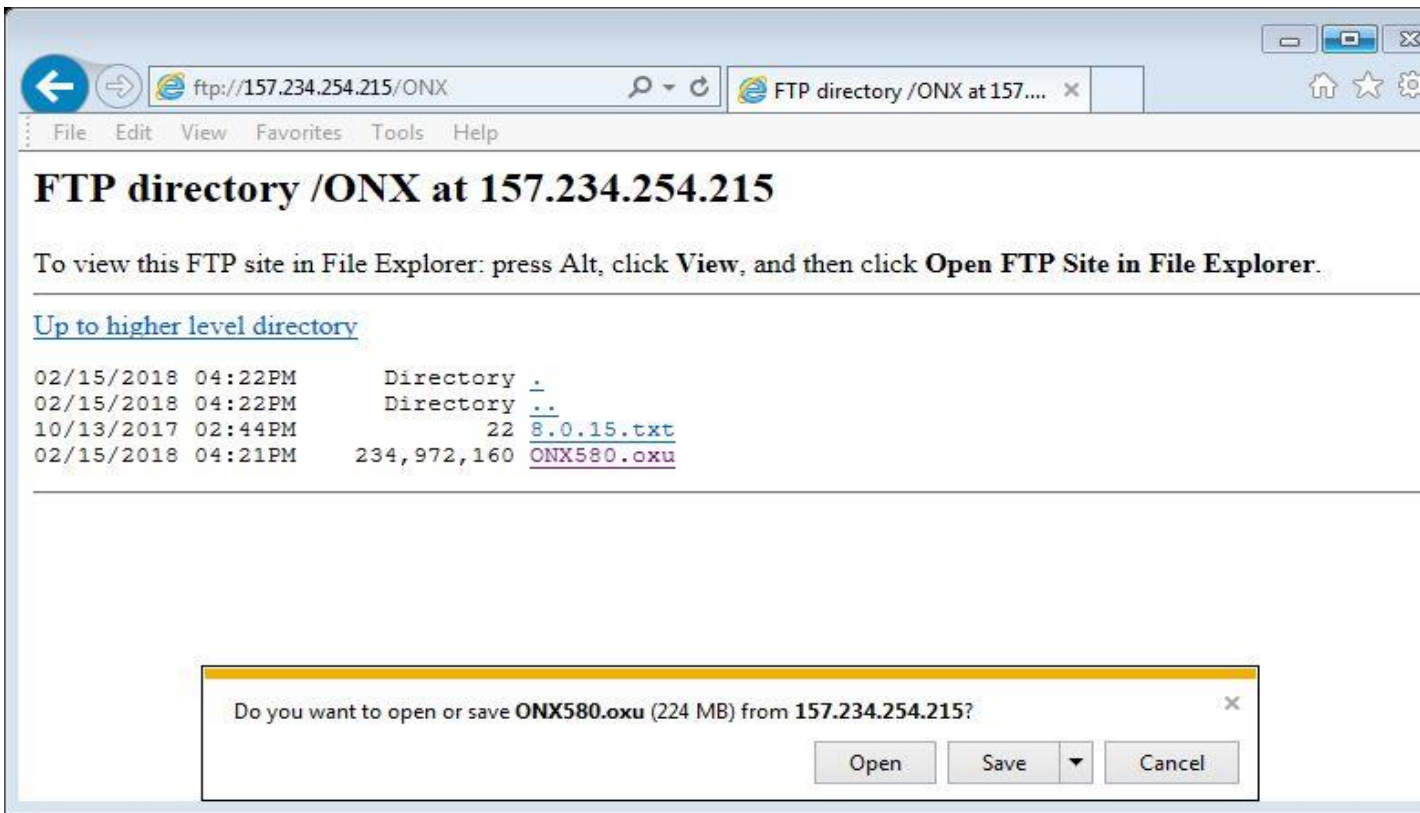 ftp://157.234.254.215/ONX
FTP directory /ONX at 157....
File Edit View Favorites Tools Help
FTP directory /ONX at 157.234.254.215
To view this FTP site in File Explorer: press Alt, click View, and then click Open FTP Site in File Explorer.
Up to higher level directory
02/15/2018 04:22PM Directory .
02/15/2018 04:22PM Directory ..
10/13/2017 02:44PM 22 8.0.15.txt
02/15/2018 04:21PM 234,972,160 ONX580.oxu
Do you want to open or save ONX580.oxu (224 MB) from 157.234.254.215?
Open Save Cancel